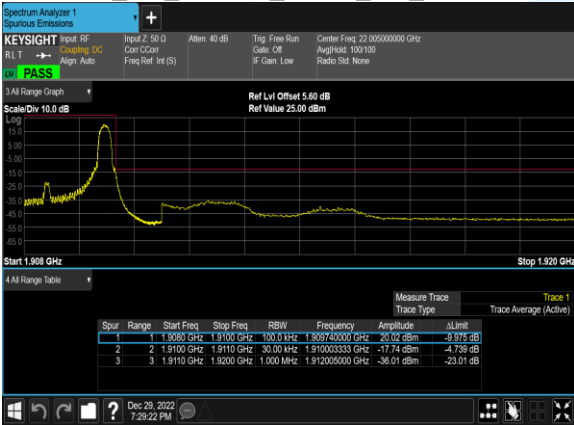 Spectrum Analyzer 1
Spurious Emissions
KEYSIGHT Input: RF Input Z: 50 Ω Atten: 40 dB Trig: Free Run Center Freq: 22.005000000 GHz
R L T Coupling: DC Corr CCorr Gate: Off Avg|Hold: 100/100
Align: Auto Freq Ref: Int (S) IF Gain: Low Radio Std: None
PASS
3 All Range Graph
Ref Lvl Offset 5.60 dB
Scale/Div 10.0 dB Ref Value 25.00 dBm
Log
15.0
5.00
-5.00
-15.0
-25.0
-35.0
-45.0
-55.0
-65.0
Start 1.908 GHz Stop 1.920 GHz
4 All Range Table
Measure Trace Trace 1
Trace Type Trace Average (Active)
Spur Range Start Freq Stop Freq RBW Frequency Amplitude ΔLimit
1 1 1.9080 GHz 1.9100 GHz 100.0 kHz 1.909740000 GHz 20.02 dBm -9.975 dB
2 2 1.9100 GHz 1.9110 GHz 30.00 kHz 1.910003333 GHz -17.74 dBm -4.739 dB
3 3 1.9110 GHz 1.9200 GHz 1.000 MHz 1.912005000 GHz -36.01 dBm -23.01 dB
Dec 29, 2022
7:29:22 PM